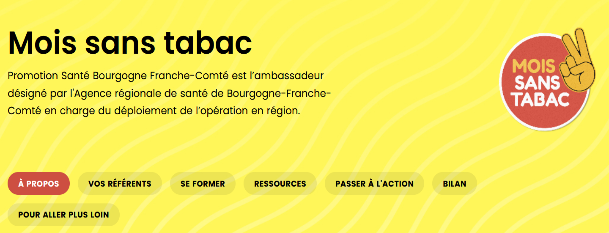 Mois sans tabac
Promotion Santé Bourgogne Franche-Comté est l'ambassadeur
désigné par l'Agence régionale de santé de Bourgogne-Franche-
Comté en charge du déploiement de l'opération en région.
MOIS
SANS
TABAC
À PROPOS
VOS RÉFÉRENTS
SE FORMER
RESSOURCES
PASSER À L'ACTION
BILAN
POUR ALLER PLUS LOIN